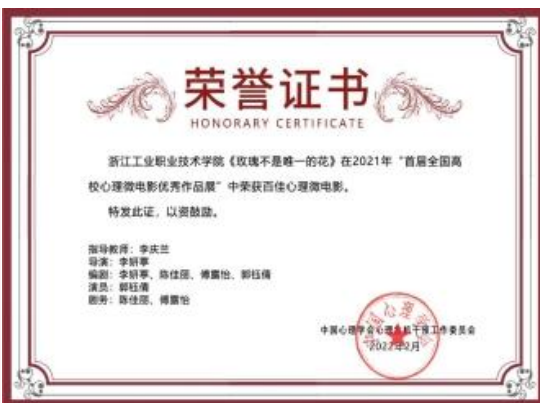 荣誉证书
HONORARY CERTIFICATE
浙江工业职业技术学院《玫瑰不是唯一的花》在2021年“首届全国高
校心理微电影优秀作品展”中荣获百佳心理微电影。
特发此证，以资鼓励。
指导教师：李庆兰
导演：李妍葶
编剧：李妍葶、陈佳丽、傅露怡、郭钰倩
演员：郭钰倩
剧务：陈佳丽、傅露怡
中国心理学会心理危机干预工作委员会
2022年2月